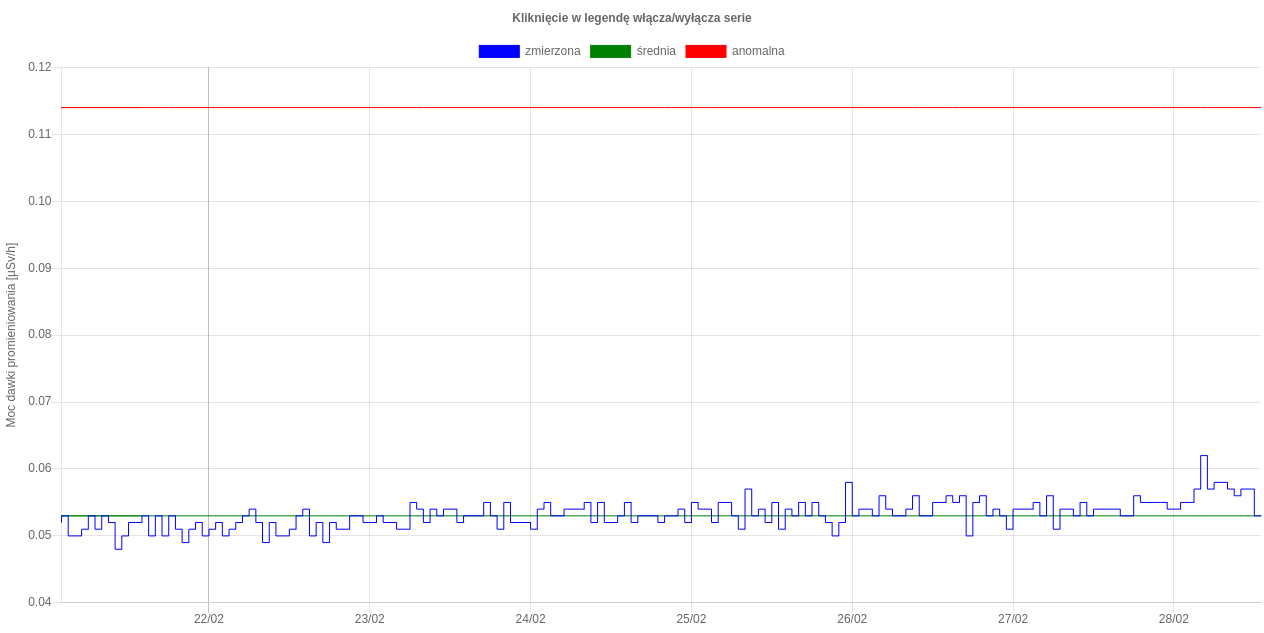 Kliknięcie w legendę włącza/wyłącza serie
zmierzona średnia anomalna
Moc dawki promieniowania [µSv/h]
0.12
0.11
0.10
0.09
0.08
0.07
0.06
0.05
0.04
22/02 23/02 24/02 25/02 26/02 27/02 28/02